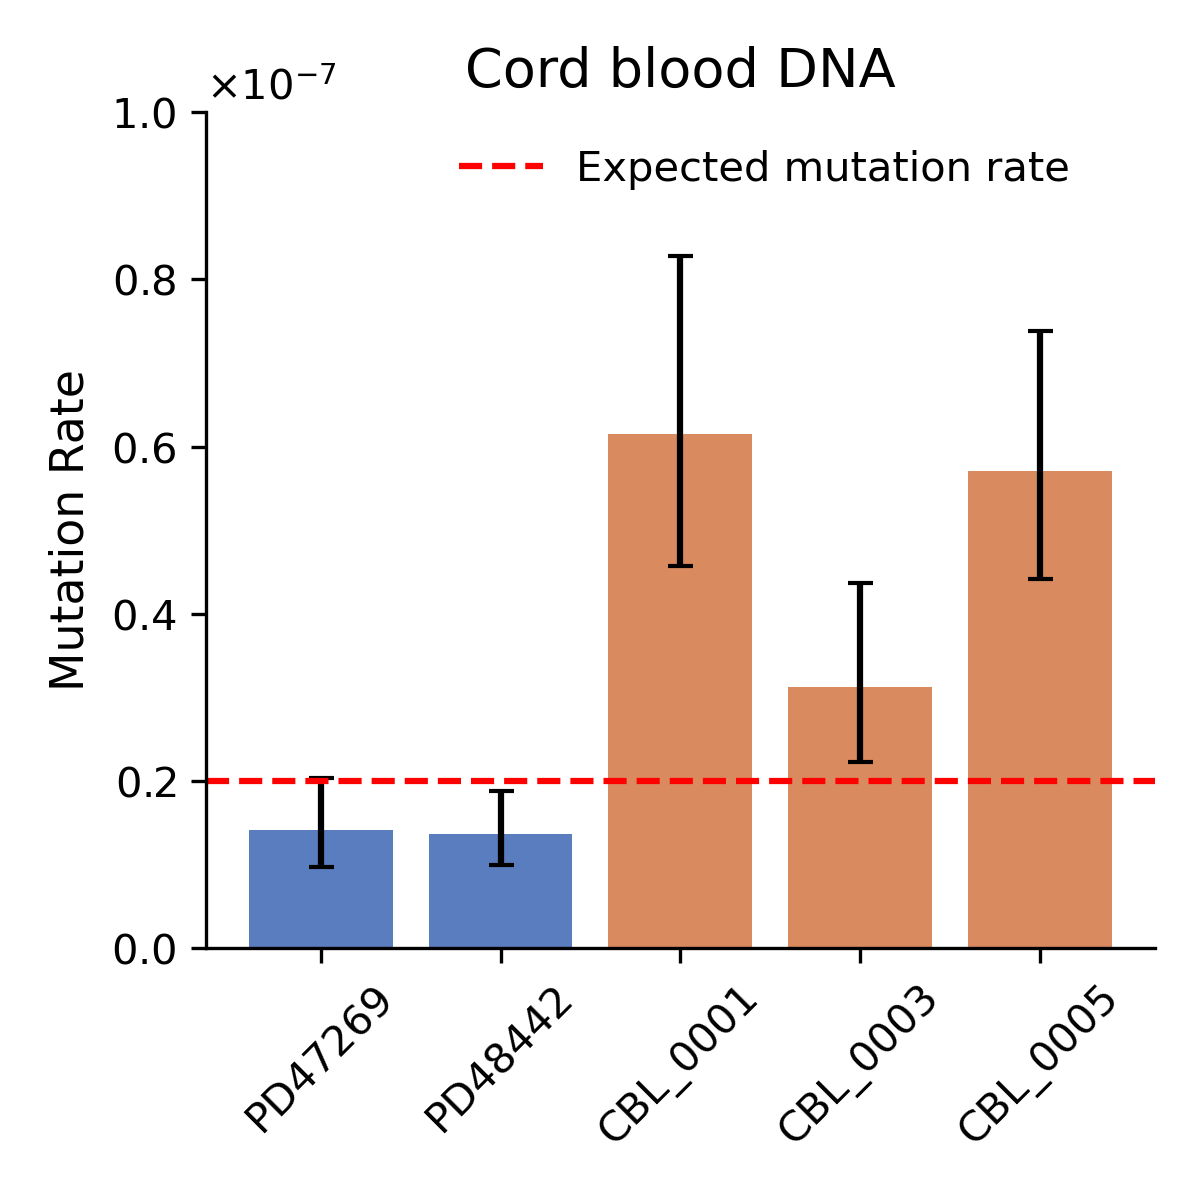 Cord blood DNA
×10⁻⁷
Expected mutation rate
Mutation Rate
1.0
0.8
0.6
0.4
0.2
0.0
PD47269
PD48442
CBL_0001
CBL_0003
CBL_0005